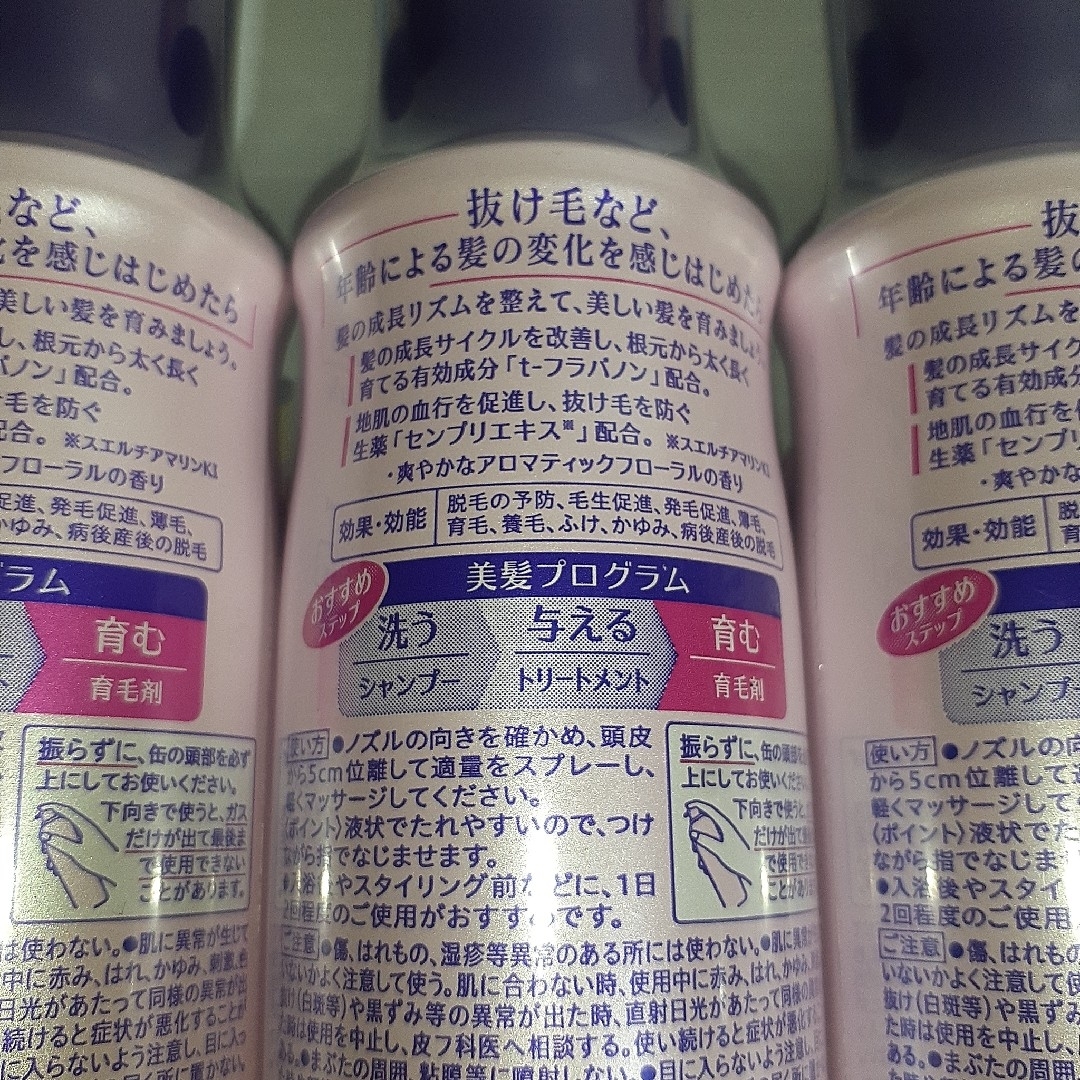 抜け毛など、
年齢による髪の変化を感じはじめたら
髪の成長リズムを整えて、美しい髪を育みましょう。
髪の成長サイクルを改善し、根元から太く長く
育てる有効成分「t-フラバノン」配合。
地肌の血行を促進し、抜け毛を防ぐ
生薬「センブリエキス※」配合。※スエルチアマリンKI
・爽やかなアロマティックフローラルの香り
効果・効能
脱毛の予防、毛生促進、発毛促進、薄毛、
育毛、養毛、ふけ、かゆみ、病後産後の脱毛
美髪プログラム
おすすめ
ステップ
洗う
シャンプー
与える
トリートメント
育む
育毛剤
使い方 ●ノズルの向きを確かめ、頭皮
から5cm位離して適量をスプレーし、
軽くマッサージしてください。
〈ポイント〉液状でたれやすいので、つけ
ながら指でなじませます。
●入浴後やスタイリング前などに、1日
2回程度のご使用がおすすめです。
振らずに、缶の頭部を必ず
上にしてお使いください。
下向きで使うと、ガス
だけが出て最後ま
で使用できない
ことがあります。
ご注意 ●傷、はれもの、湿疹等異常のある所には使わない。●肌に異常が生じて
いないかよく注意して使う。肌に合わない時、使用中に赤み、はれ、かゆみ、刺激、色
抜け(白斑等)や黒ずみ等の異常が出た時、直射日光があたって同様の異常が出
た時は使用を中止し、皮フ科医へ相談する。使い続けると症状が悪化することが
ある。●まぶたの周囲、粘膜等に噴射しない。●目に入らないよう注意し、目に入っ